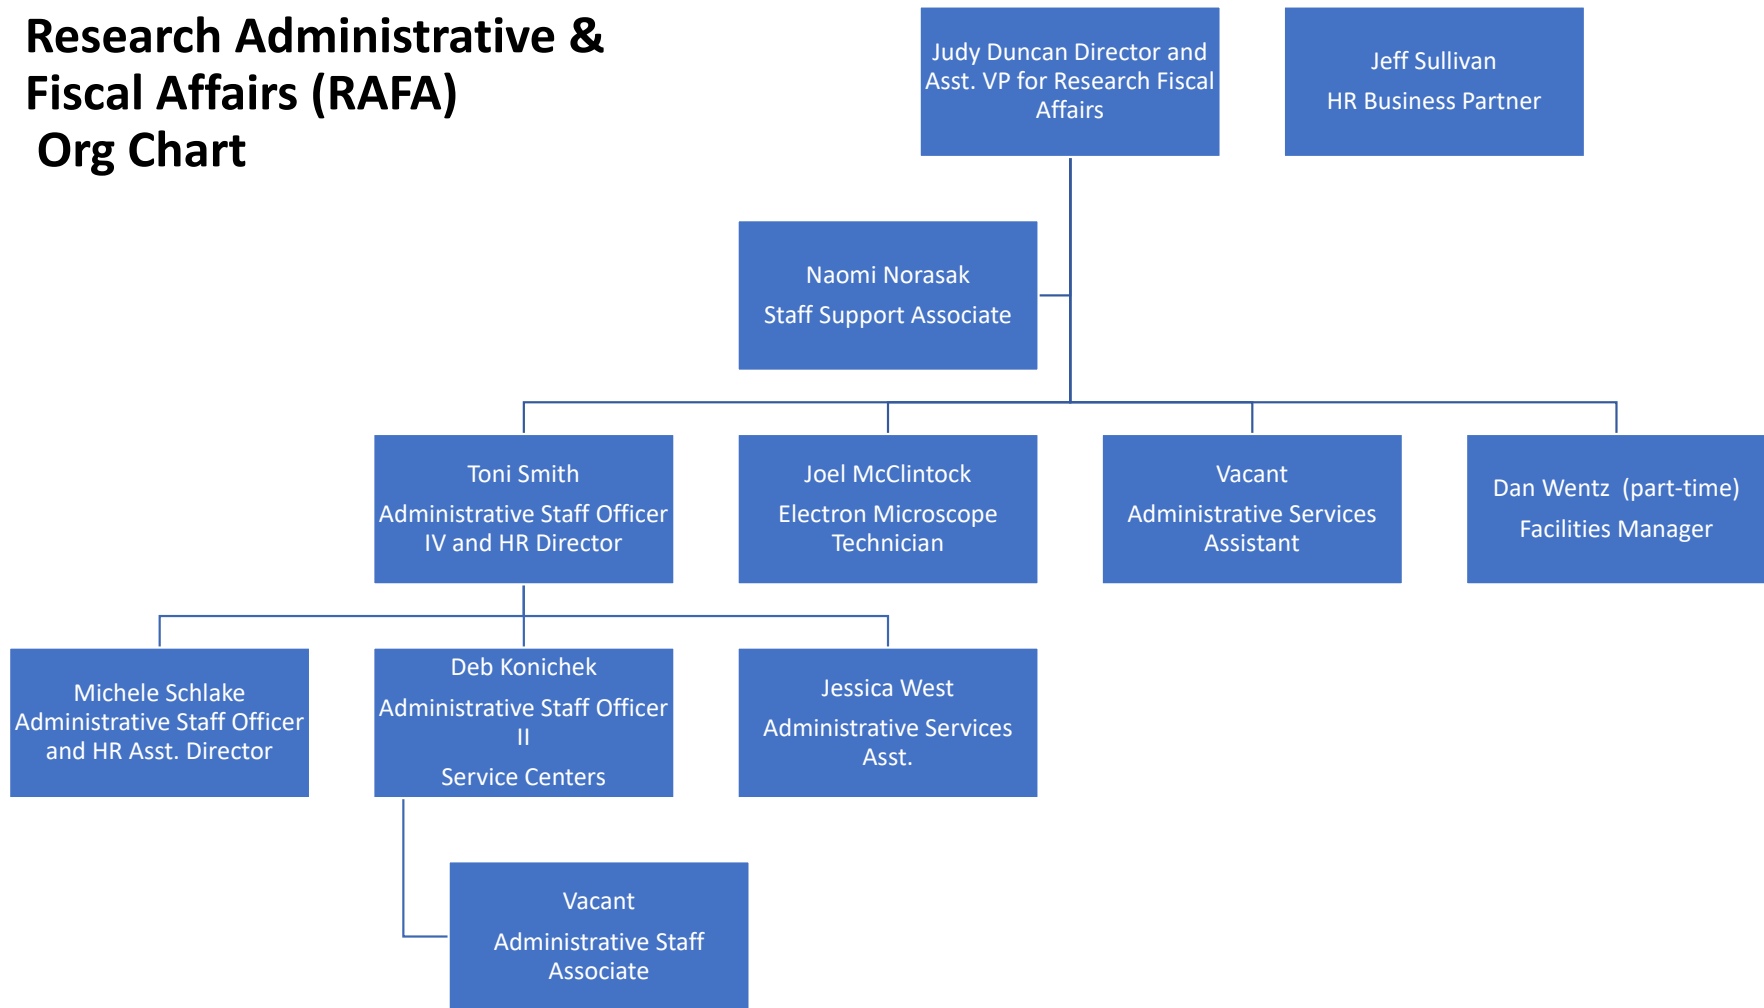 Research Administrative &
Fiscal Affairs (RAFA)
Org Chart
Judy Duncan Director and
Asst. VP for Research Fiscal
Affairs
Jeff Sullivan
HR Business Partner
Naomi Norasak
Staff Support Associate
Toni Smith
Administrative Staff Officer
IV and HR Director
Joel McClintock
Electron Microscope
Technician
Vacant
Administrative Services
Assistant
Dan Wentz (part-time)
Facilities Manager
Michele Schlake
Administrative Staff Officer
and HR Asst. Director
Deb Konichek
Administrative Staff Officer
II
Service Centers
Jessica West
Administrative Services
Asst.
Vacant
Administrative Staff
Associate